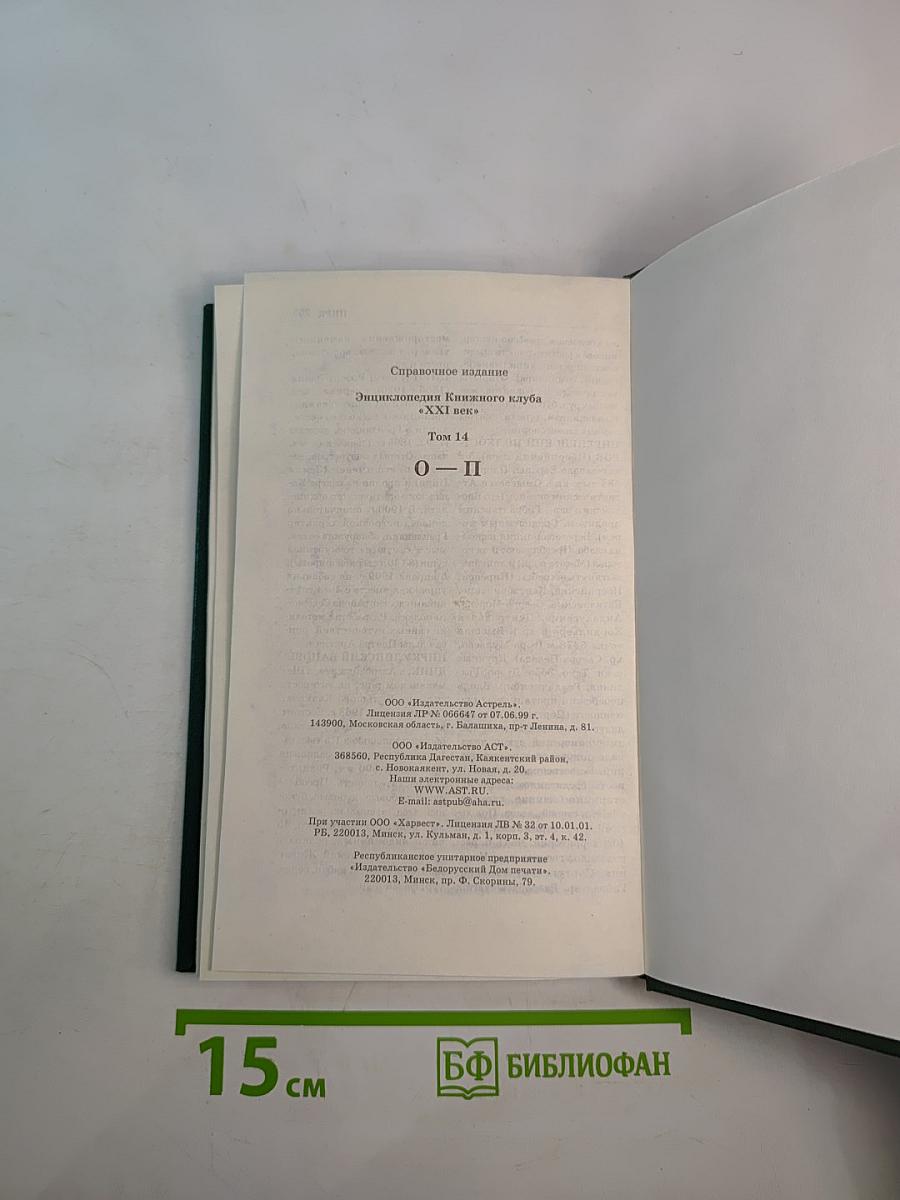 Справочное издание
Энциклопедия Книжного клуба
«XXI век»
Том 14
О — П
ООО «Издательство Астрель».
Лицензия ЛР № 066647 от 07.06.99 г.
143900, Московская область, г. Балашиха, пр-т Ленина, д. 81.
ООО «Издательство АСТ».
368560, Республика Дагестан, Каякентский район,
с. Новокаякент, ул. Новая, д. 20.
Наши электронные адреса:
WWW.AST.RU.
E-mail: astpub@aha.ru.
При участии ООО «Харвест». Лицензия ЛВ № 32 от 10.01.01.
РБ, 220013, Минск, ул. Кульман, д. 1, корп. 3, эт. 4, к. 42.
Республиканское унитарное предприятие
«Издательство «Белорусский Дом печати».
220013, Минск, пр. Ф. Скорины, 79.
15 см
БФ БИБЛИОФАН